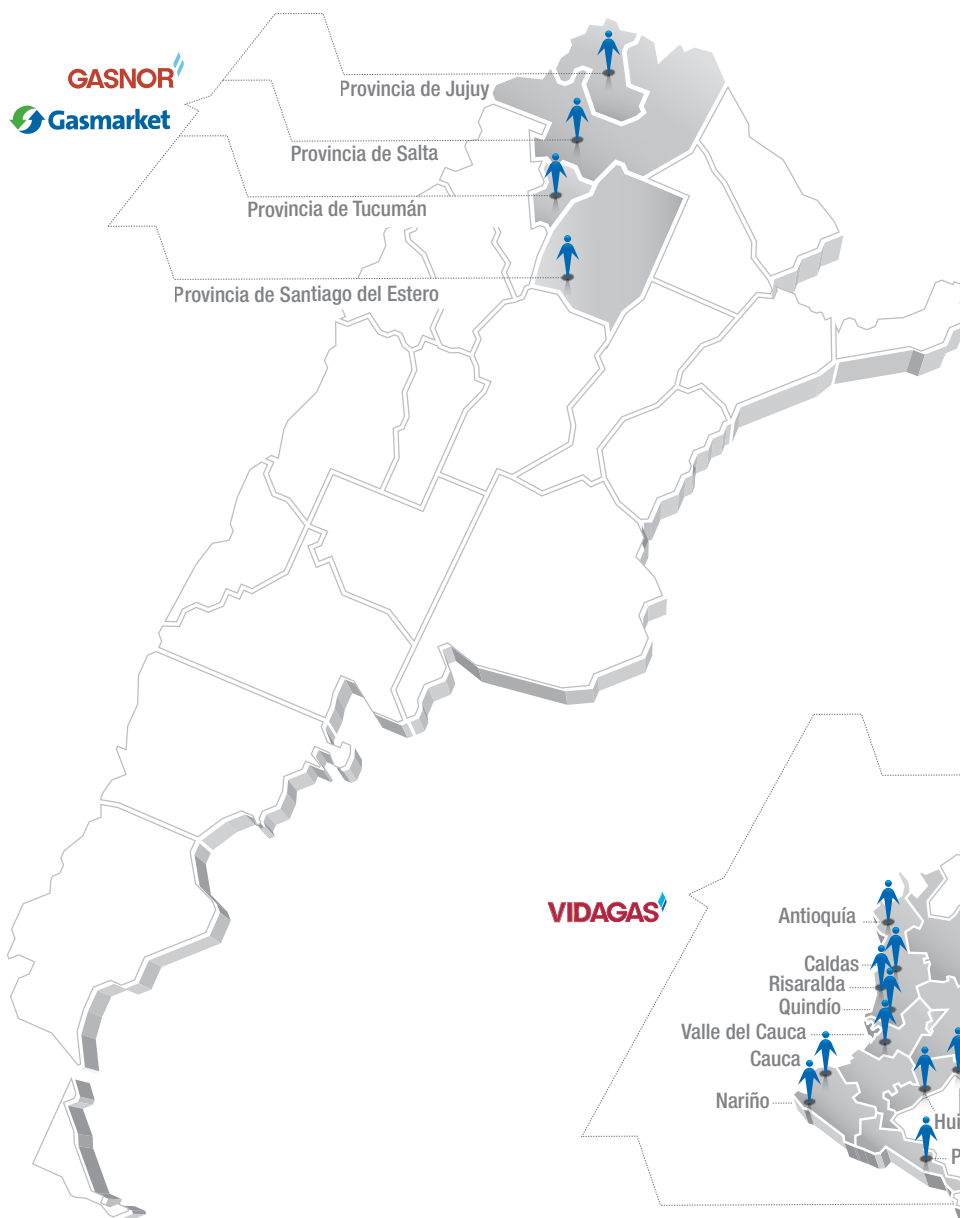 GASNOR
Provincia de Jujuy
Gasmarket
Provincia de Salta
Provincia de Tucumán
Provincia de Santiago del Estero
VIDAGAS
Antioquía
Caldas
Risaralda
Quindío
Valle del Cauca
Cauca
Nariño
Hui
P